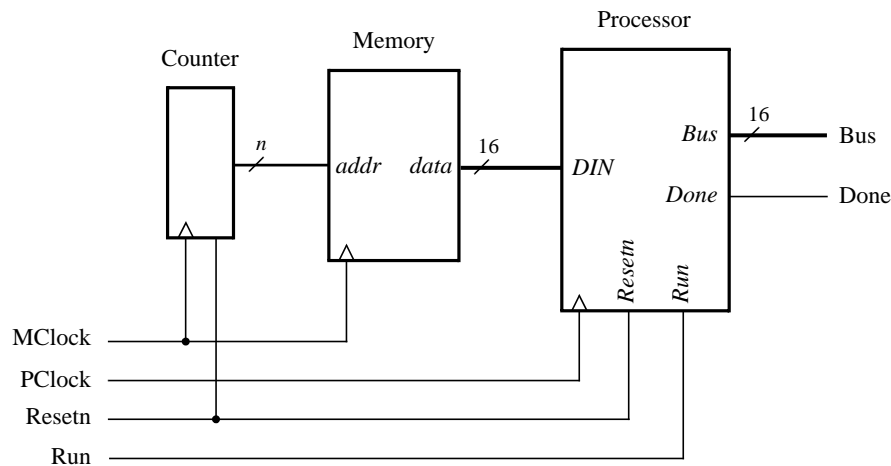 Processor
Memory
Counter
n
16
16
addr
data
DIN
Bus
Bus
Done
Done
Resetn
Run
MClock
PClock
Resetn
Run